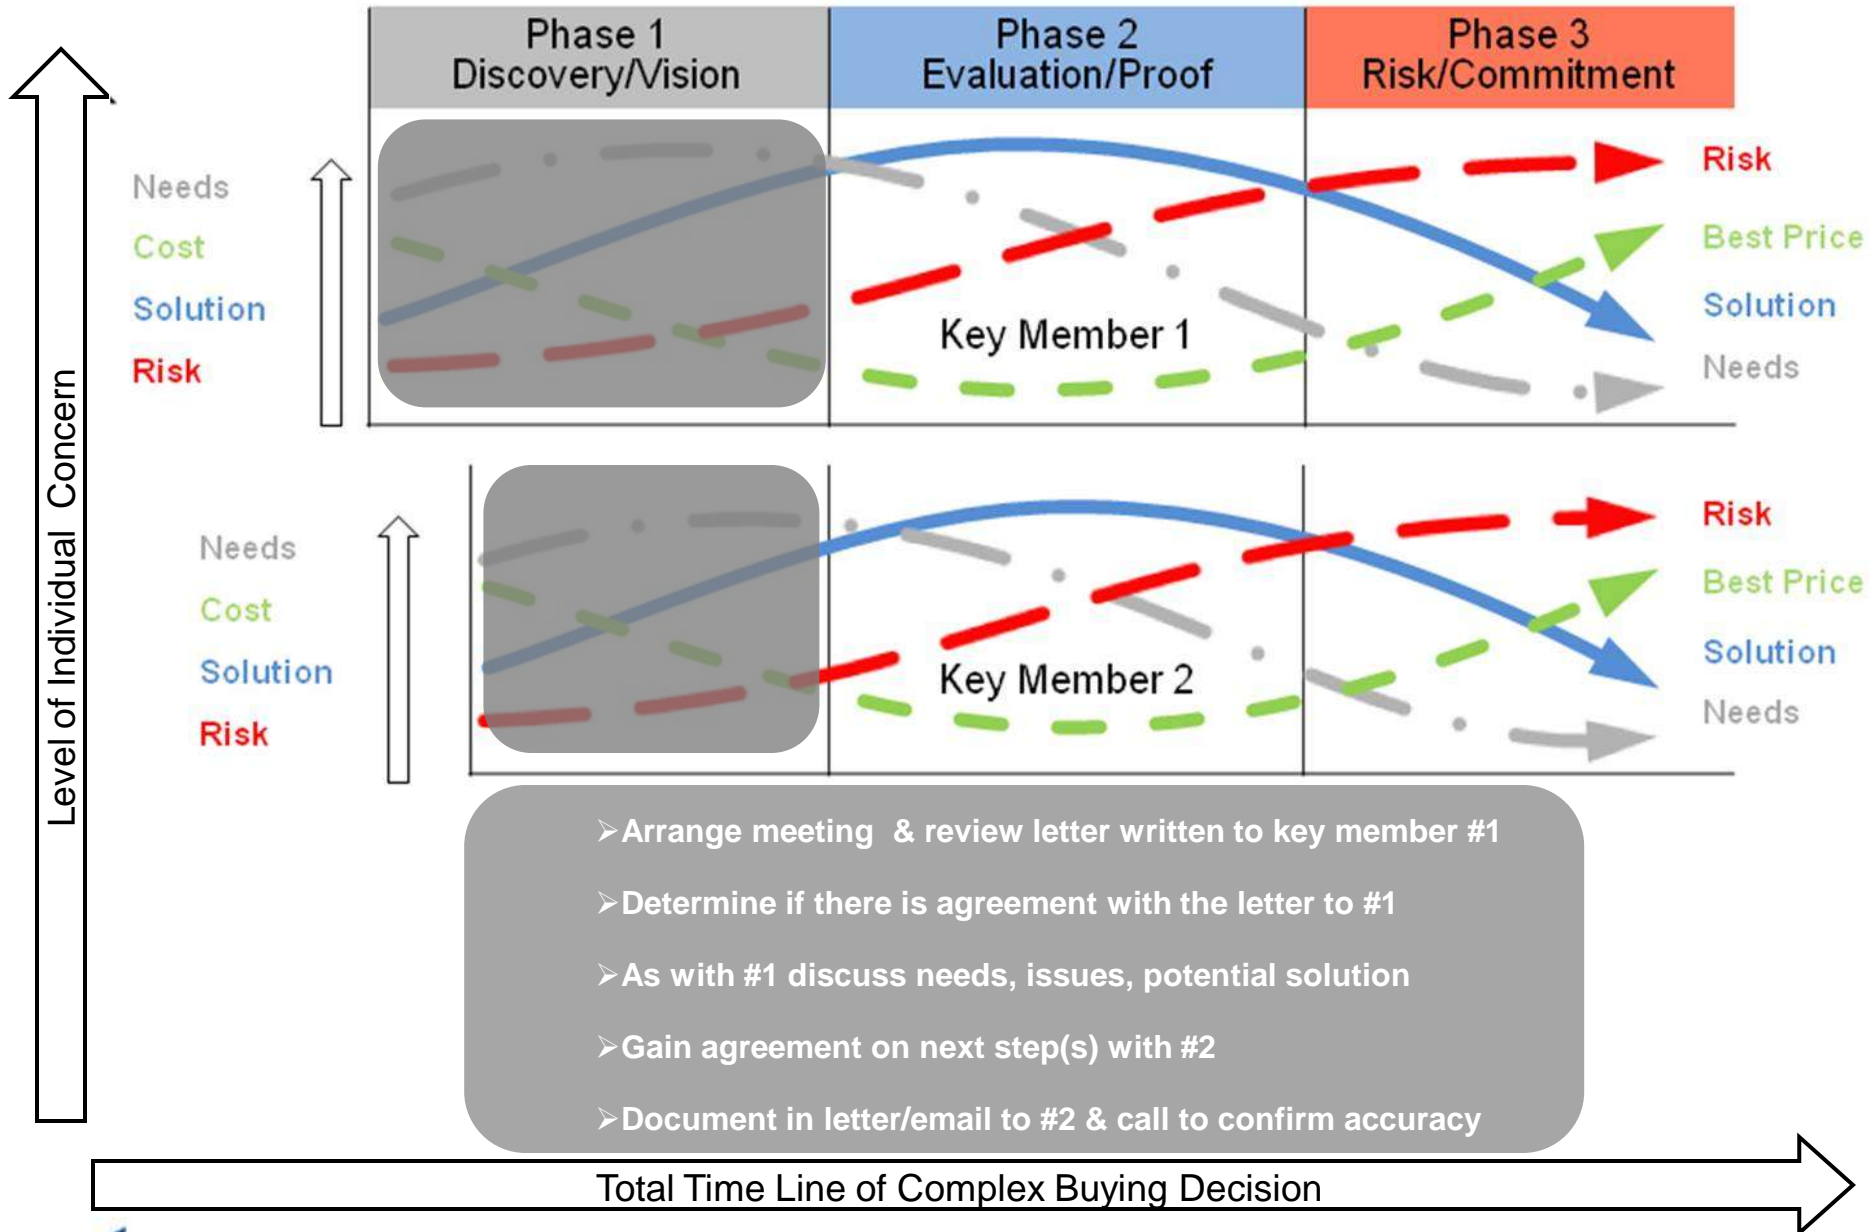 Phase 1
Discovery/Vision
Phase 2
Evaluation/Proof
Phase 3
Risk/Commitment
Level of Individual Concern
Needs
Cost
Solution
Risk
Key Member 1
Risk
Best Price
Solution
Needs
Needs
Cost
Solution
Risk
Key Member 2
Risk
Best Price
Solution
Needs
➢Arrange meeting & review letter written to key member #1
➢Determine if there is agreement with the letter to #1
➢As with #1 discuss needs, issues, potential solution
➢Gain agreement on next step(s) with #2
➢Document in letter/email to #2 & call to confirm accuracy
Total Time Line of Complex Buying Decision